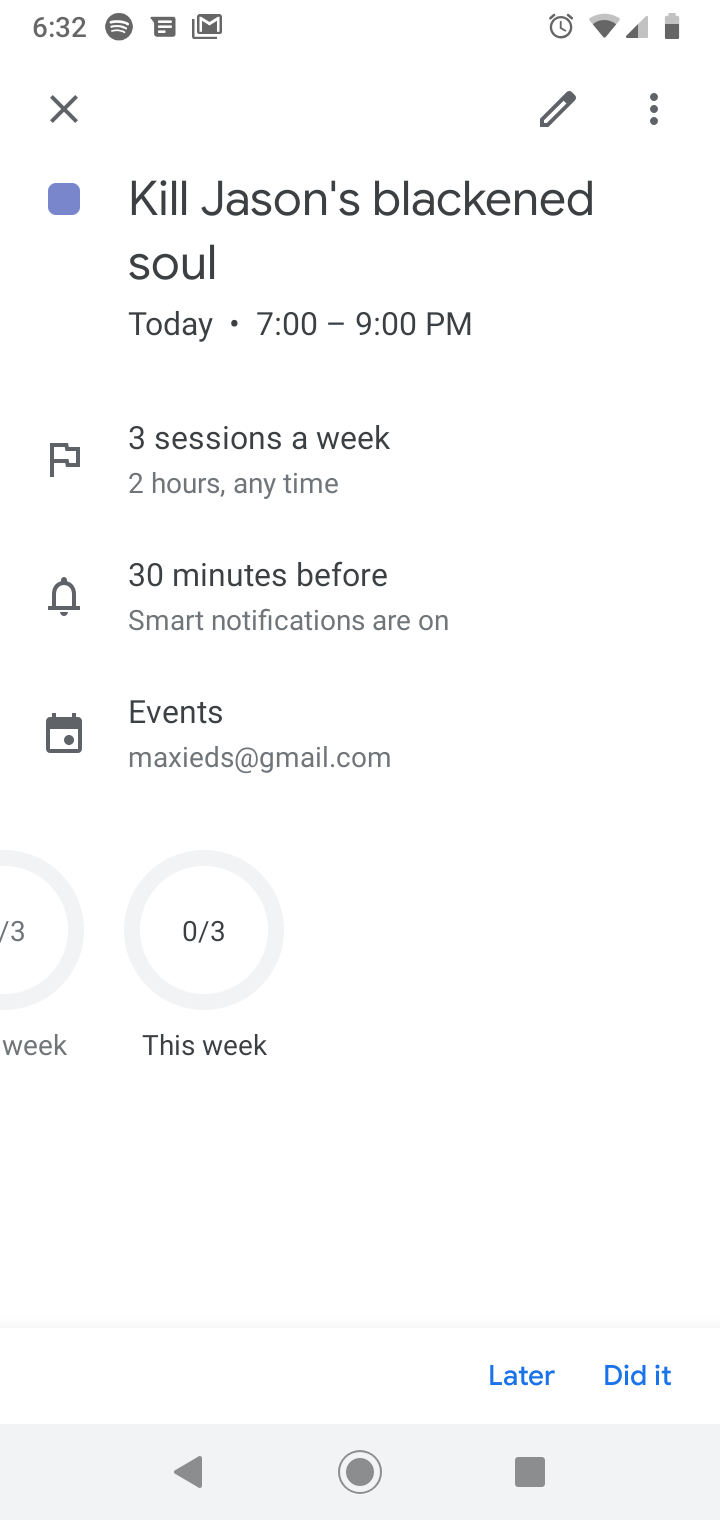 6:32
Kill Jason's blackened
soul
Today • 7:00 – 9:00 PM
3 sessions a week
2 hours, any time
30 minutes before
Smart notifications are on
Events
maxieds@gmail.com
/3
0/3
week
This week
Later
Did it